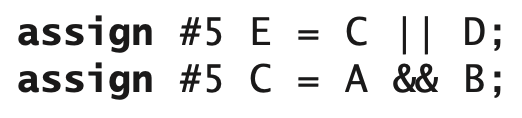 assign #5 E = C || D;
assign #5 C = A && B;